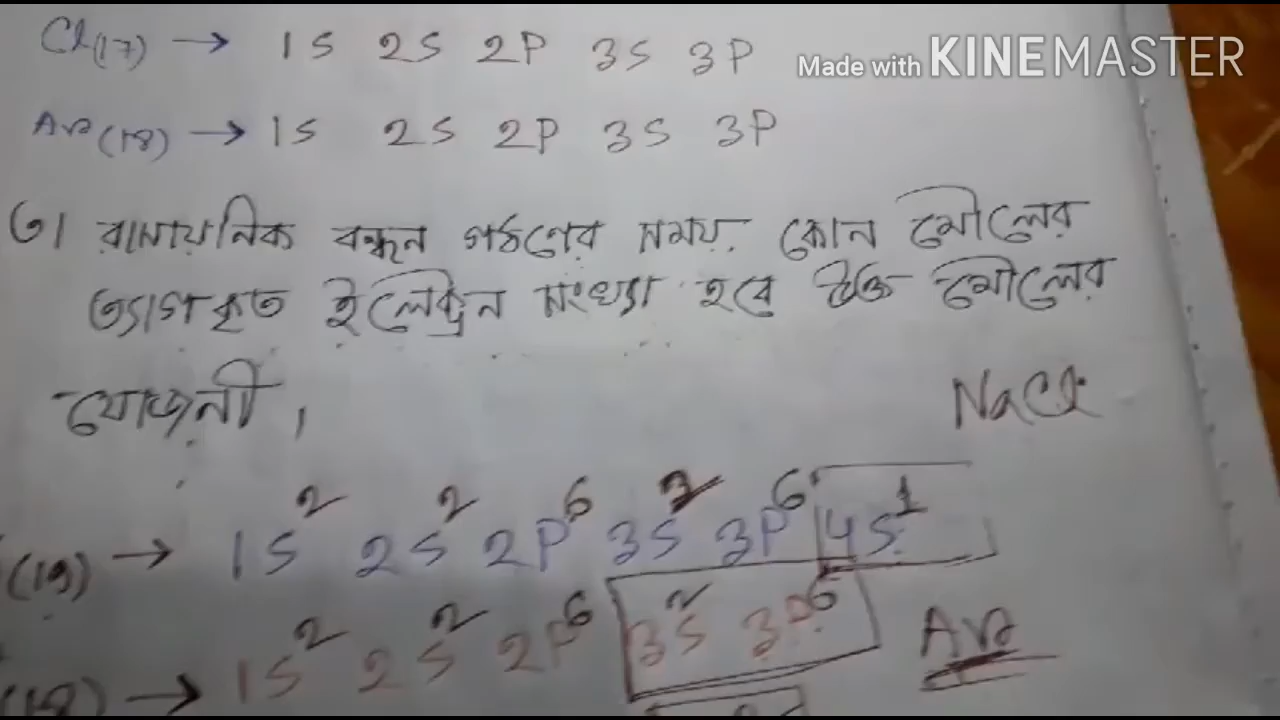 Cl(17) → 1S 2S 2P 3S 3P
Made with KINEMASTER
Ar(18) → 1S 2S 2P 3S 3P
৩। রাসায়নিক বন্ধন গঠণের সময় কোন মৌলের
ত্যাগকৃত ইলেক্ট্রন সংখ্যা হবে উক্ত মৌলের
যোজনী।
NaCl
(19) → 1S² 2S² 2P⁶ 3S² 3P⁶ 4S¹
(18) → 1S² 2S² 2P⁶ 3S² 3P⁶ Ar